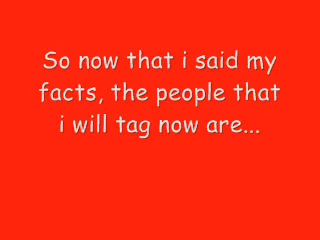 So now that i said my
facts, the people that
i will tag now are...